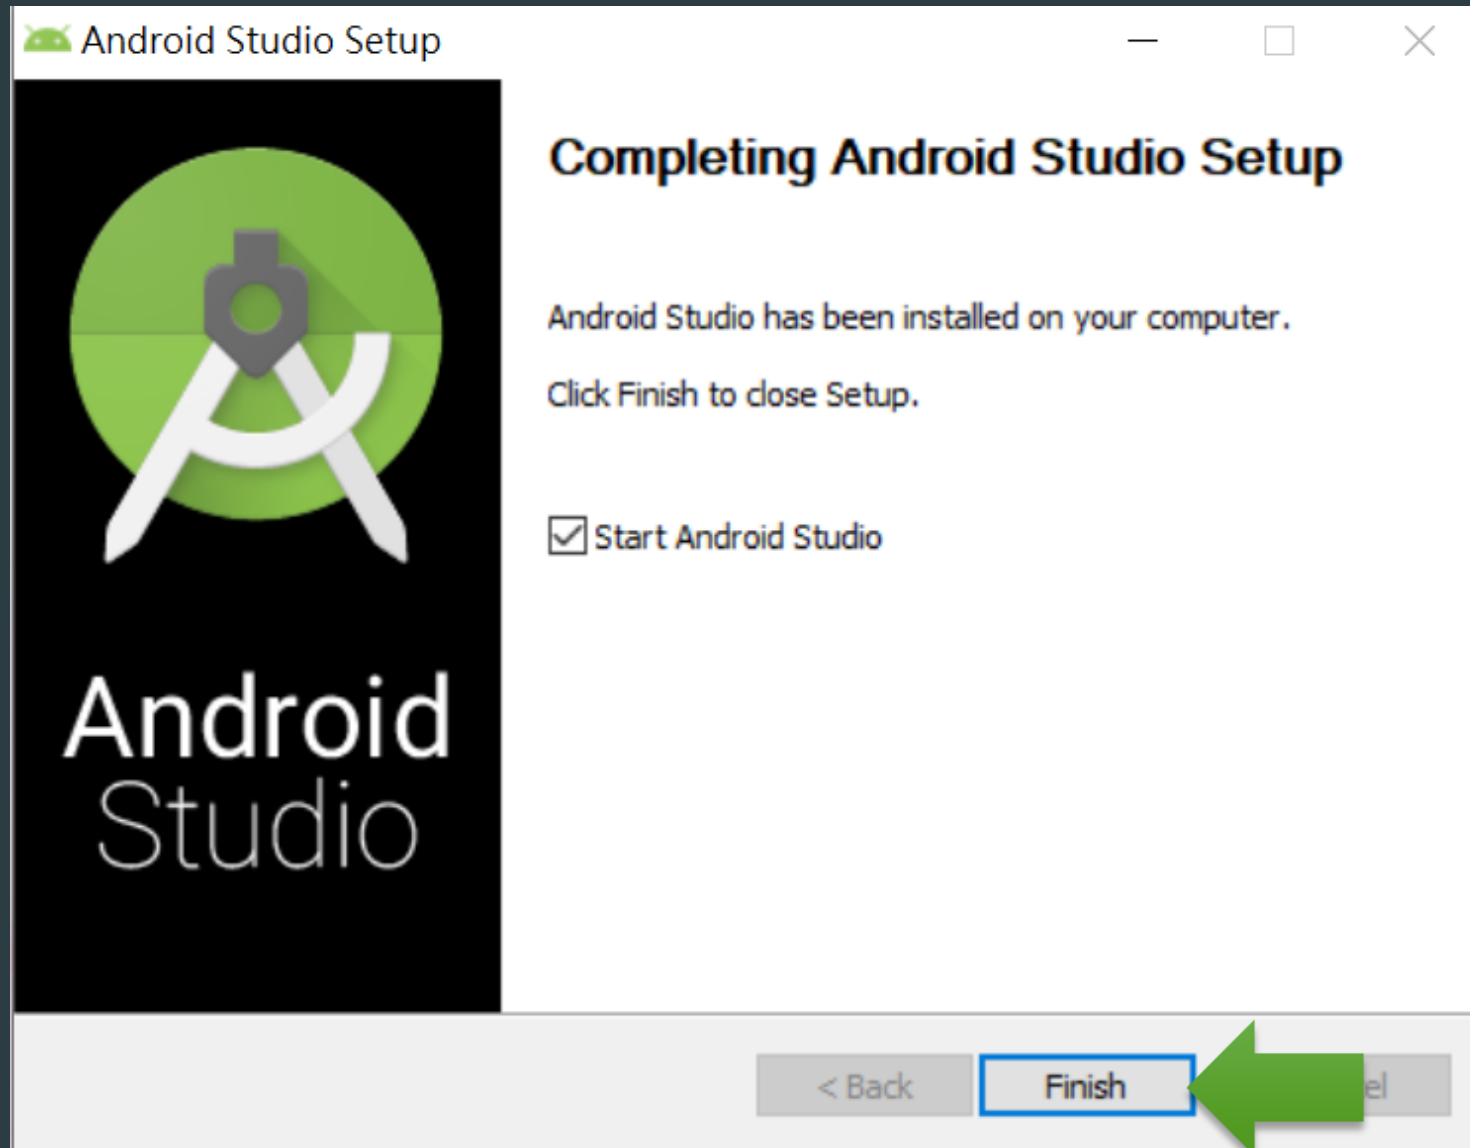 Android Studio Setup
Completing Android Studio Setup
Android Studio has been installed on your computer.
Click Finish to close Setup.
Start Android Studio
Android
Studio
< Back
Finish